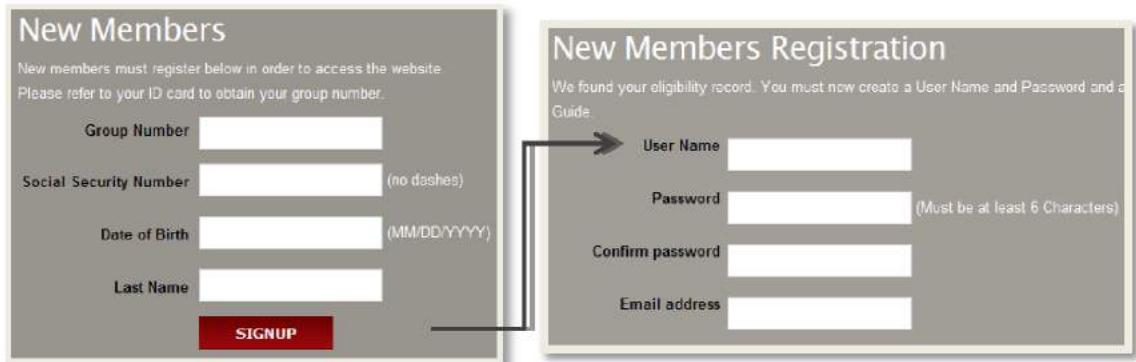 New Members
New members must register below in order to access the website
Please refer to your ID card to obtain your group number.
Group Number
Social Security Number (no dashes)
Date of Birth (MM/DD/YYYY)
Last Name
SIGNUP
New Members Registration
We found your eligibility record. You must now create a User Name and Password and a
Guide.
User Name
Password (Must be at least 6 Characters)
Confirm password
Email address